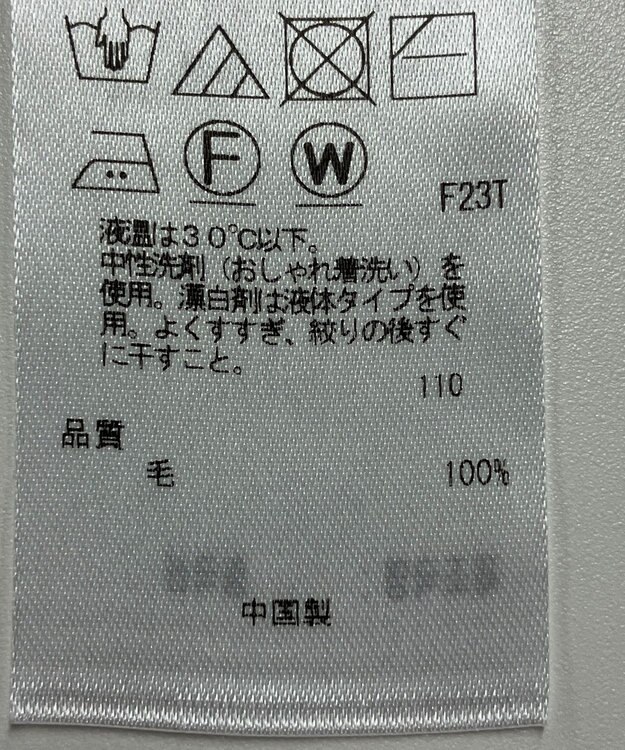 F W
F23T
液温は30℃以下。
中性洗剤(おしゃれ着洗い)を
使用。漂白剤は液体タイプを使
用。よくすすぎ、絞りの後すぐ
に干すこと。
110
品質
毛 100%
中国製